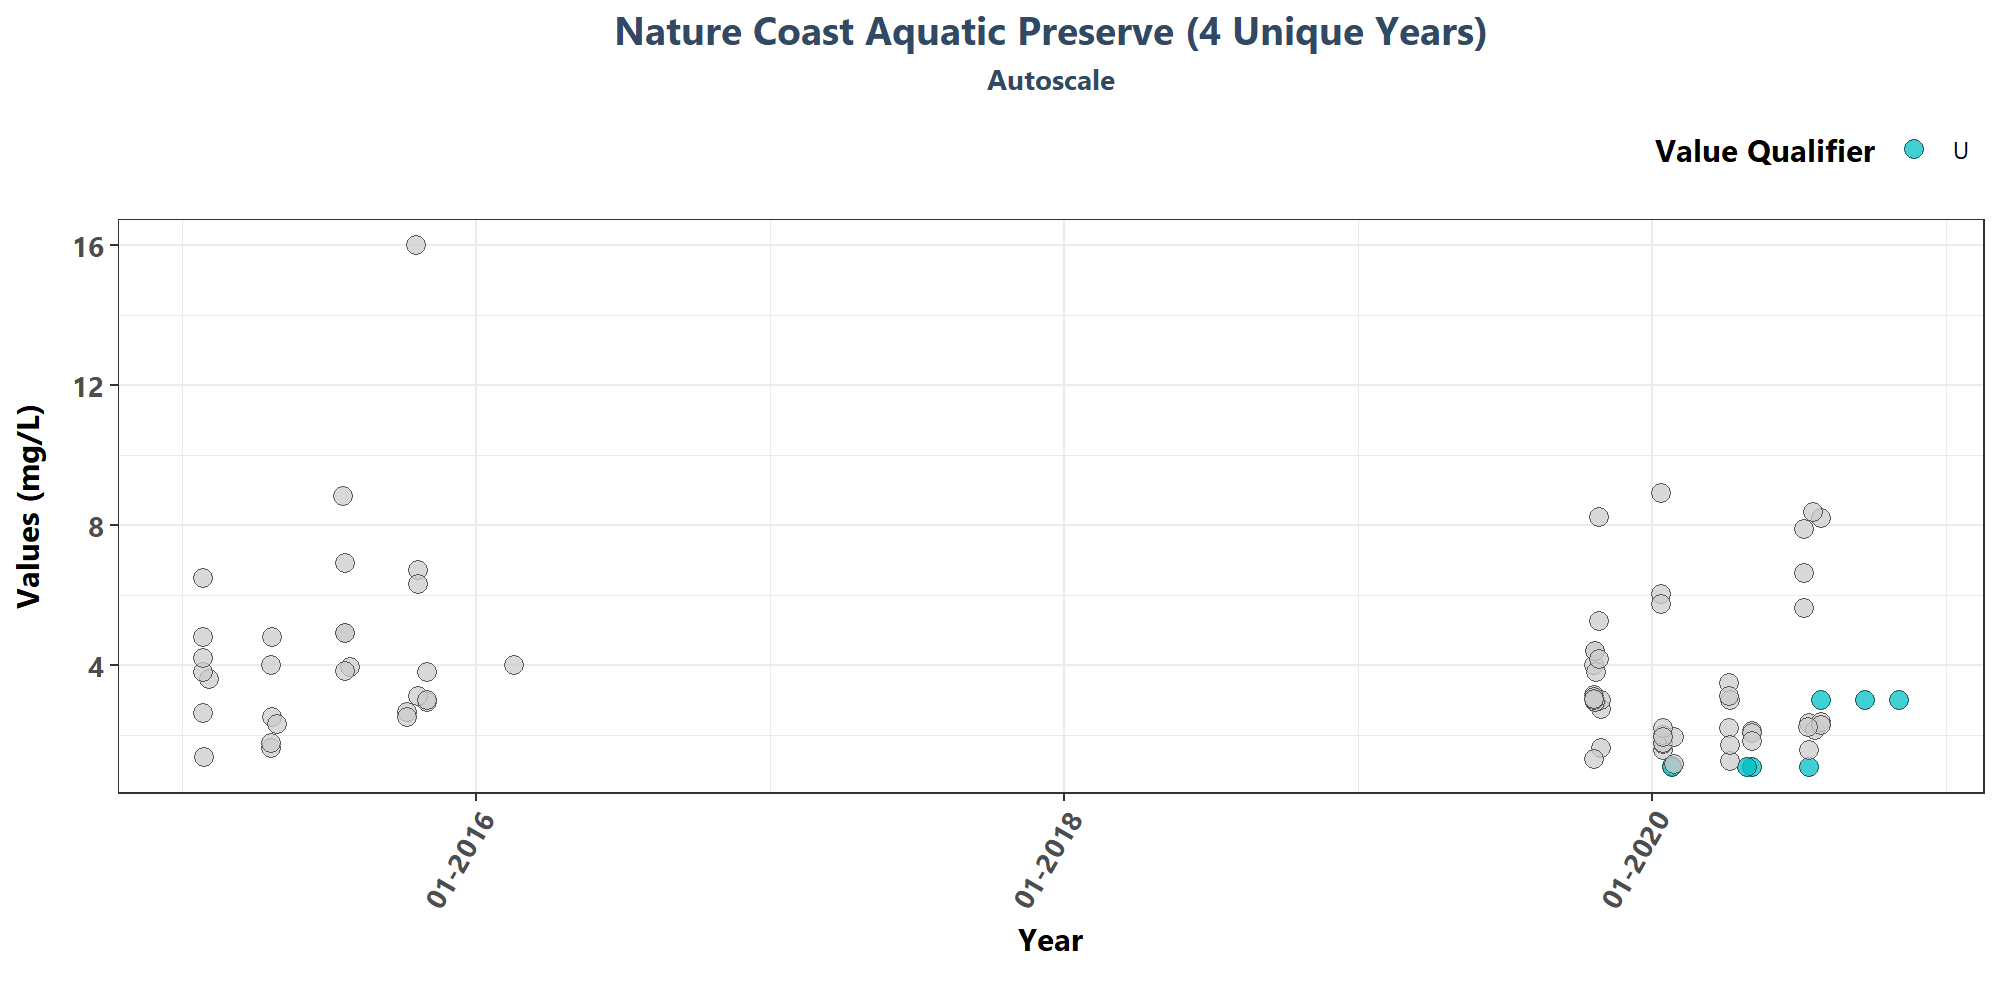 Nature Coast Aquatic Preserve (4 Unique Years)
Autoscale
Value Qualifier U
Values (mg/L)
16
12
8
4
01-2016
01-2018
01-2020
Year